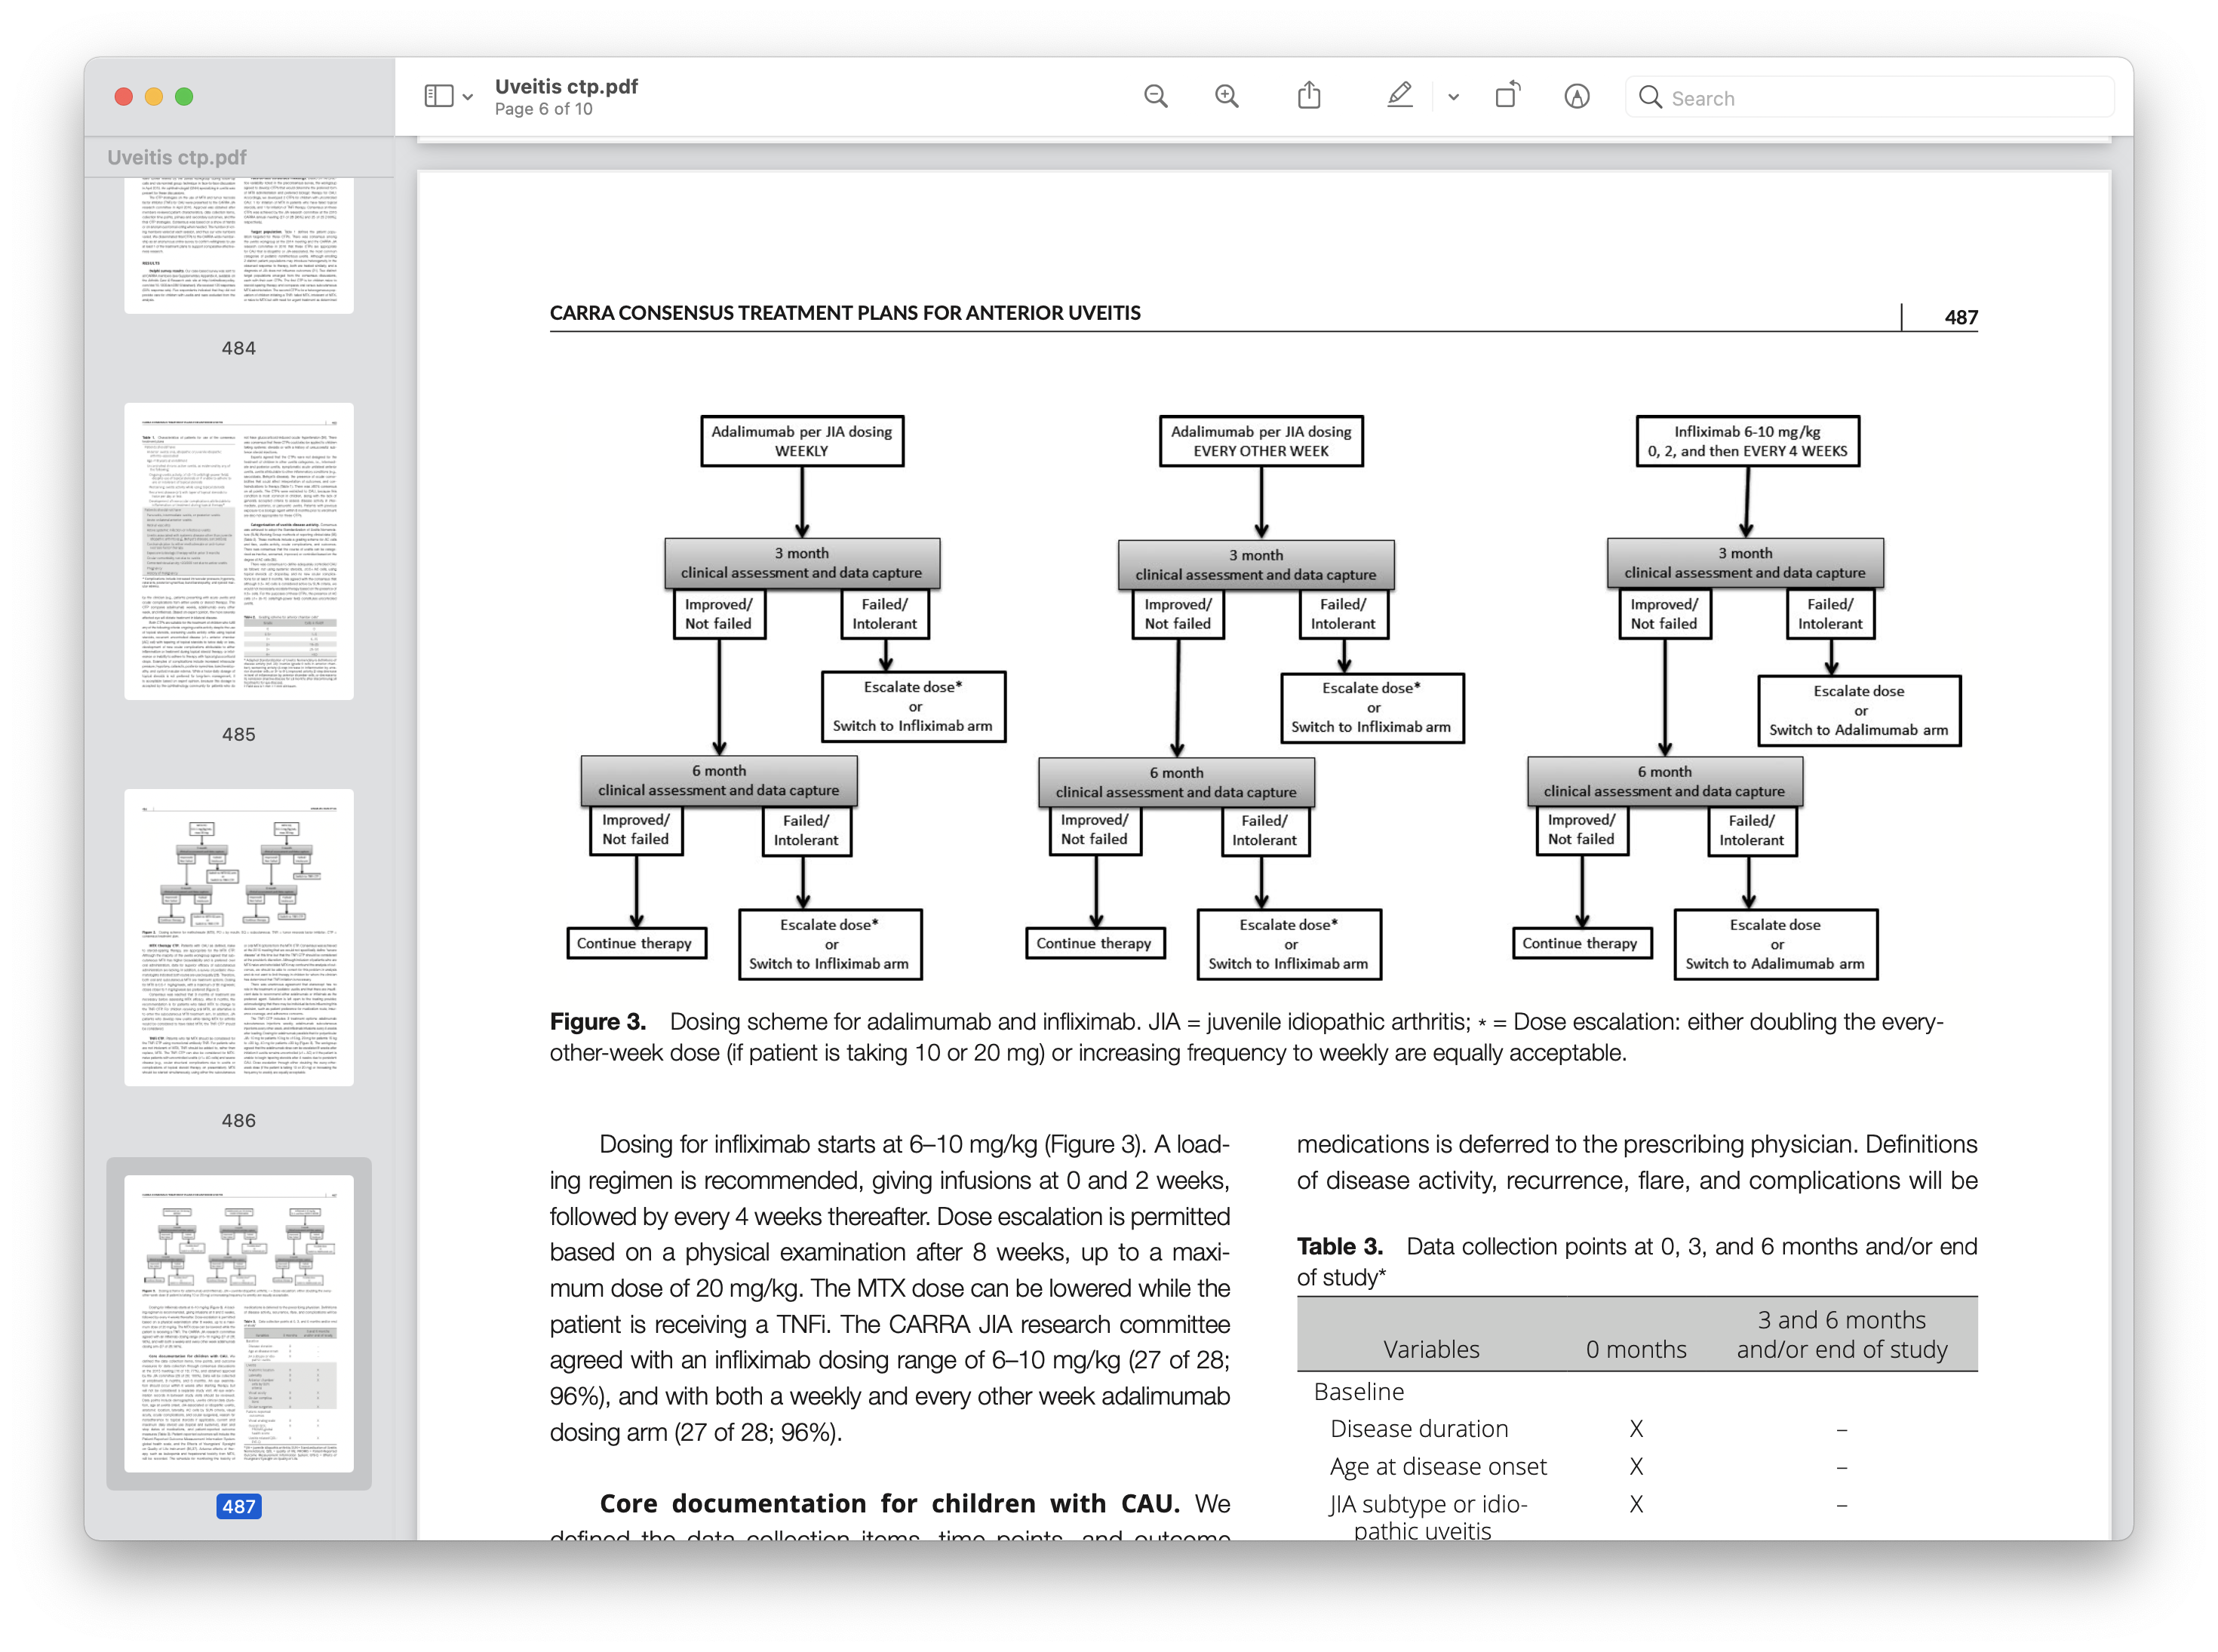 Uveitis ctp.pdf
Page 6 of 10
Search
Uveitis ctp.pdf
RESULTS
484
485
486
487
CARRA CONSENSUS TREATMENT PLANS FOR ANTERIOR UVEITIS
487
Adalimumab per JIA dosing
WEEKLY
3 month
clinical assessment and data capture
Improved/
Not failed
Failed/
Intolerant
Escalate dose*
or
Switch to Infliximab arm
6 month
clinical assessment and data capture
Improved/
Not failed
Failed/
Intolerant
Continue therapy
Escalate dose*
or
Switch to Infliximab arm
Adalimumab per JIA dosing
EVERY OTHER WEEK
3 month
clinical assessment and data capture
Improved/
Not failed
Failed/
Intolerant
Escalate dose*
or
Switch to Infliximab arm
6 month
clinical assessment and data capture
Improved/
Not failed
Failed/
Intolerant
Continue therapy
Escalate dose*
or
Switch to Infliximab arm
Infliximab 6-10 mg/kg
0, 2, and then EVERY 4 WEEKS
3 month
clinical assessment and data capture
Improved/
Not failed
Failed/
Intolerant
Escalate dose
or
Switch to Adalimumab arm
6 month
clinical assessment and data capture
Improved/
Not failed
Failed/
Intolerant
Continue therapy
Escalate dose
or
Switch to Adalimumab arm
Figure 3. Dosing scheme for adalimumab and infliximab. JIA = juvenile idiopathic arthritis; * = Dose escalation: either doubling the every-
other-week dose (if patient is taking 10 or 20 mg) or increasing frequency to weekly are equally acceptable.
Dosing for infliximab starts at 6–10 mg/kg (Figure 3). A load-
ing regimen is recommended, giving infusions at 0 and 2 weeks,
followed by every 4 weeks thereafter. Dose escalation is permitted
based on a physical examination after 8 weeks, up to a maxi-
mum dose of 20 mg/kg. The MTX dose can be lowered while the
patient is receiving a TNFi. The CARRA JIA research committee
agreed with an infliximab dosing range of 6–10 mg/kg (27 of 28;
96%), and with both a weekly and every other week adalimumab
dosing arm (27 of 28; 96%).
Core documentation for children with CAU. We
defined the data collection items, time points, and outcome
medications is deferred to the prescribing physician. Definitions
of disease activity, recurrence, flare, and complications will be
Table 3. Data collection points at 0, 3, and 6 months and/or end
of study*
Variables 0 months 3 and 6 months
and/or end of study
Baseline
Disease duration X –
Age at disease onset X –
JIA subtype or idio- X –
pathic uveitis